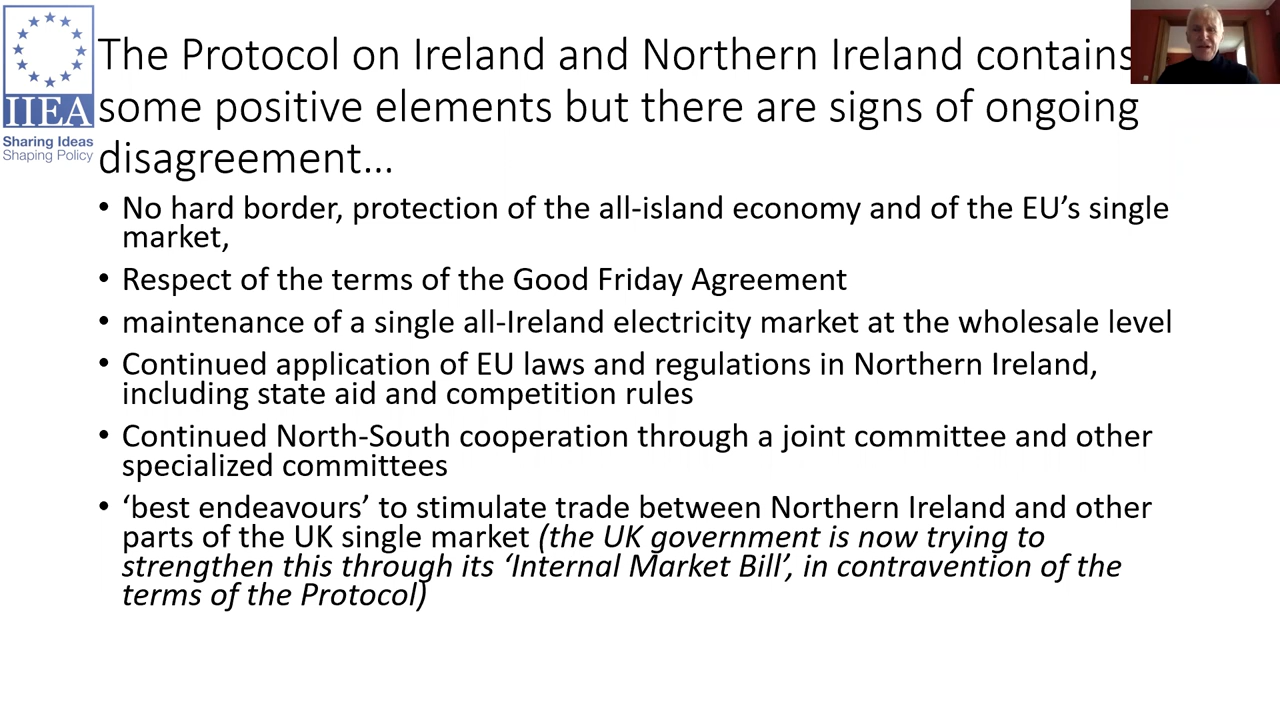 The Protocol on Ireland and Northern Ireland contains
some positive elements but there are signs of ongoing
disagreement...
IIEA
Sharing Ideas
Shaping Policy
• No hard border, protection of the all-island economy and of the EU’s single
market,
• Respect of the terms of the Good Friday Agreement
• maintenance of a single all-Ireland electricity market at the wholesale level
• Continued application of EU laws and regulations in Northern Ireland,
including state aid and competition rules
• Continued North-South cooperation through a joint committee and other
specialized committees
• ‘best endeavours’ to stimulate trade between Northern Ireland and other
parts of the UK single market (the UK government is now trying to
strengthen this through its ‘Internal Market Bill’, in contravention of the
terms of the Protocol)